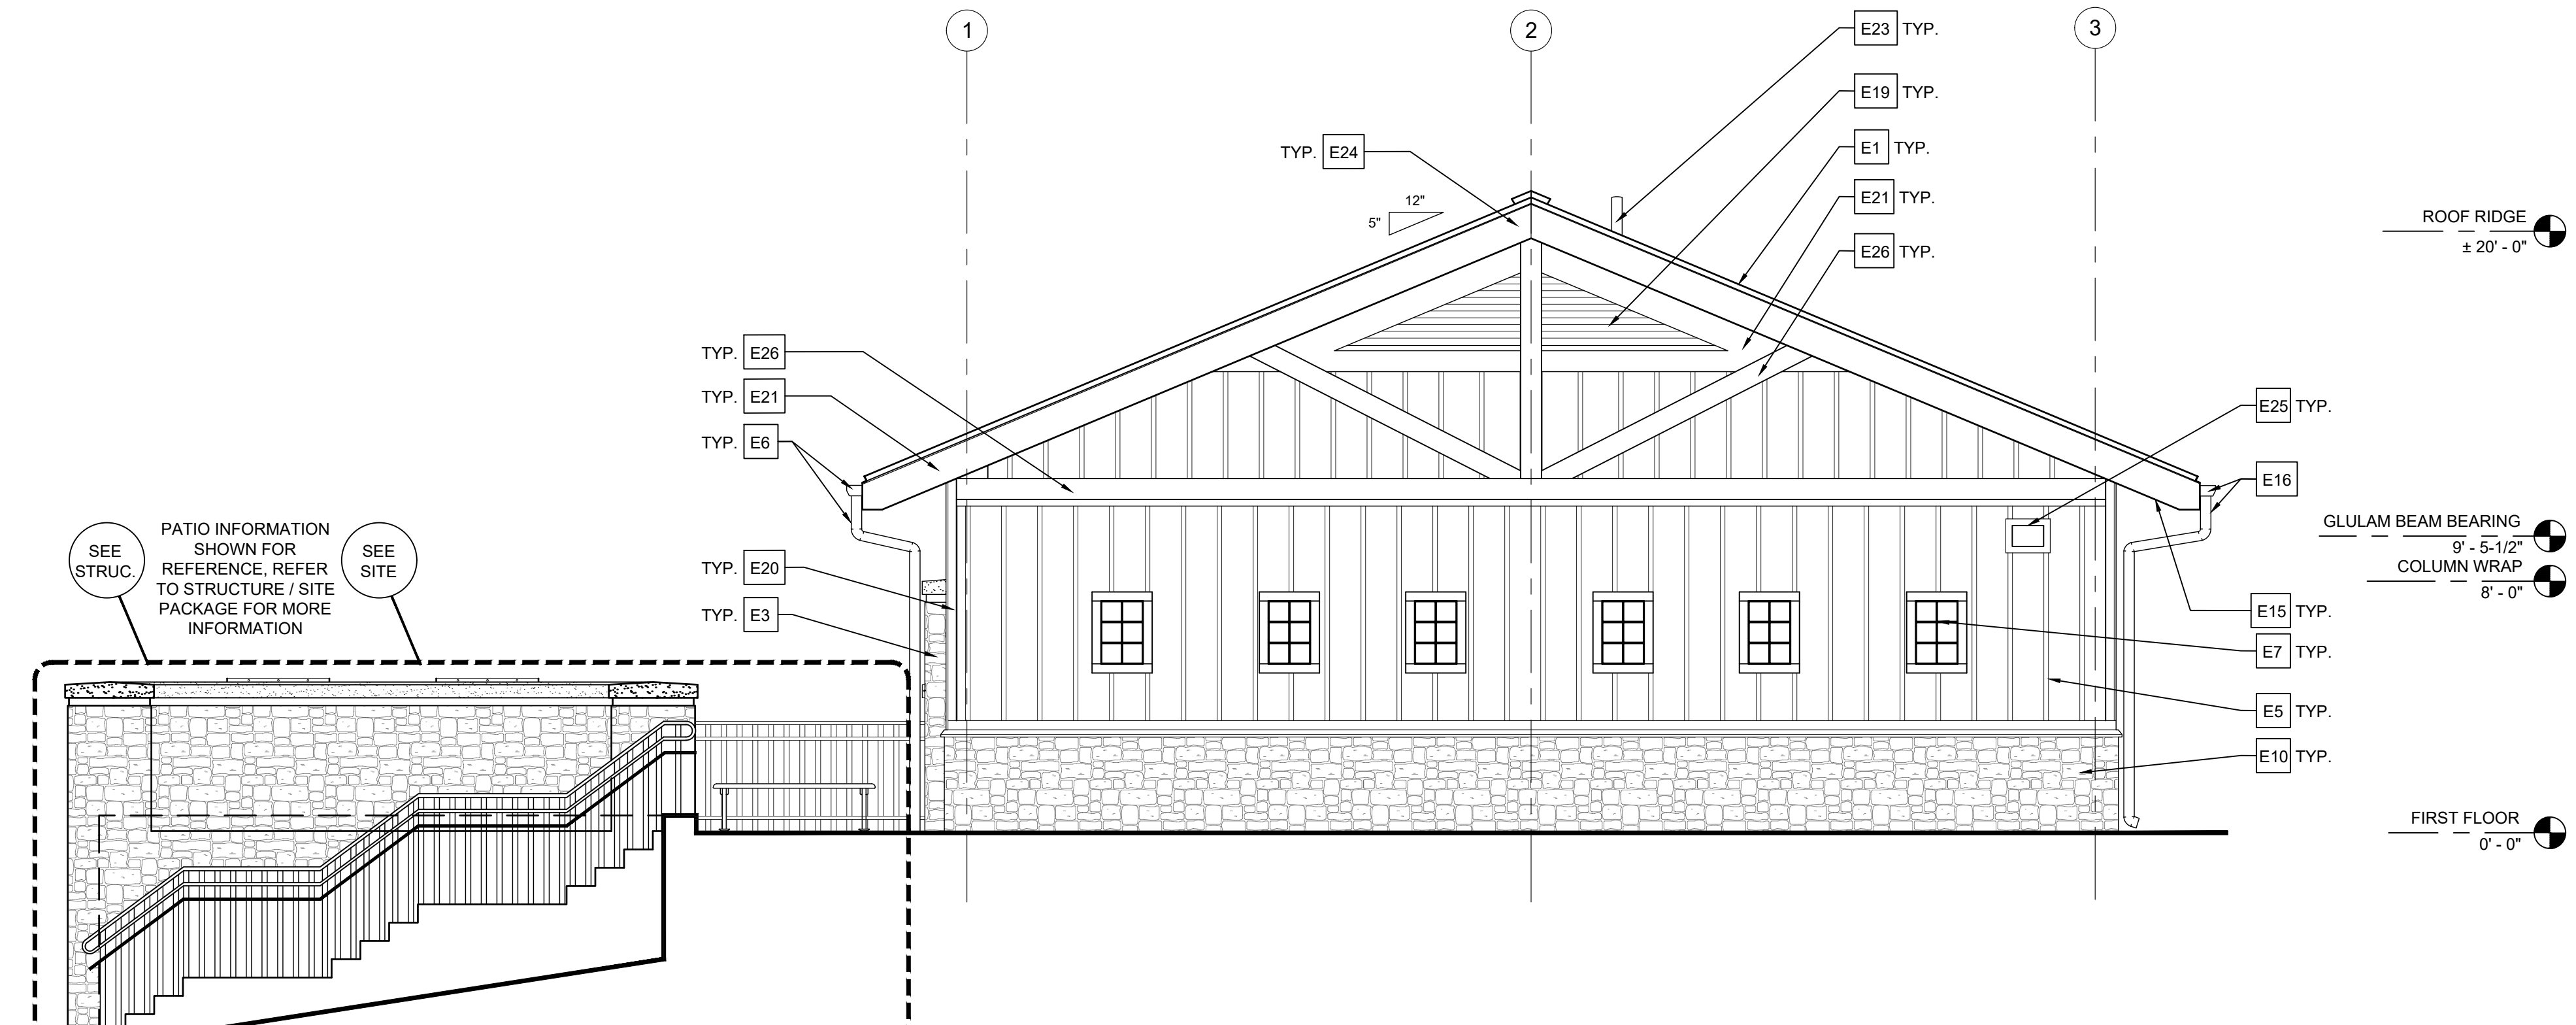 1
2
3
E23 TYP.
E19 TYP.
TYP. E24
E1 TYP.
E21 TYP.
12"
5"
E26 TYP.
ROOF RIDGE
± 20' - 0"
TYP. E26
TYP. E21
TYP. E6
E25 TYP.
E16
SEE
STRUC.
PATIO INFORMATION
SHOWN FOR
REFERENCE, REFER
TO STRUCTURE / SITE
PACKAGE FOR MORE
INFORMATION
SEE
SITE
GLULAM BEAM BEARING
9' - 5-1/2"
COLUMN WRAP
8' - 0"
TYP. E20
TYP. E3
E15 TYP.
E7 TYP.
E5 TYP.
E10 TYP.
FIRST FLOOR
0' - 0"